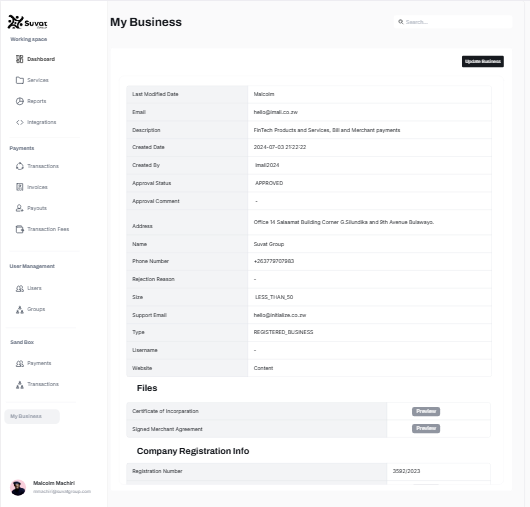 Suvat
My Business
Search...
Working space
Dashboard
Services
Reports
Integrations
Payments
Transactions
Invoices
Payouts
Transaction Fees
User Management
Users
Groups
Sand Box
Payments
Transactions
My Business
Malcolm Machiri
Update Business
Last Modified Date Malcolm
Email hello@imali.co.zw
Description FinTech Products and Services, Bill and Merchant payments
Created Date 2024-07-03 21:22:22
Created By imali2024
Approval Status APPROVED
Approval Comment -
Address Office 14 Salaamat Building Corner G.Silundika and 9th Avenue Bulawayo.
Name Suvat Group
Phone Number +263778707983
Rejection Reason -
Size LESS_THAN_50
Support Email hello@initialize.co.zw
Type REGISTERED_BUSINESS
Username -
Website Content
Files
Certificate of Incorparation Preview
Signed Merchant Agreement Preview
Company Registration Info
Registration Number 3592/2023